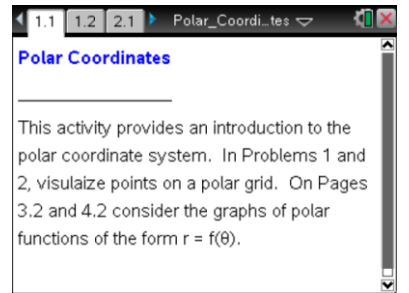 1.1 1.2 2.1 Polar_Coordi...tes
Polar Coordinates
This activity provides an introduction to the
polar coordinate system. In Problems 1 and
2, visulaize points on a polar grid. On Pages
3.2 and 4.2 consider the graphs of polar
functions of the form r = f(θ).